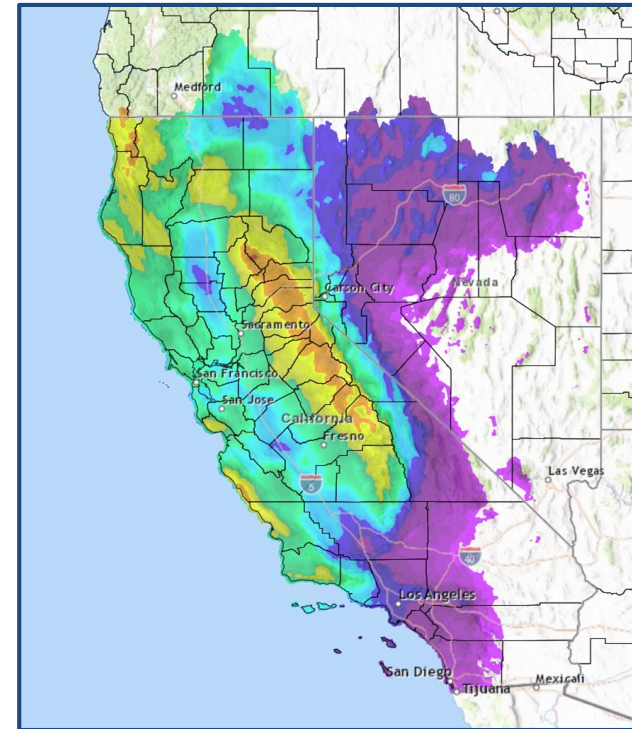 Medford
80
Nevada
Carson City
Sacramento
San Francisco
San Jose
California
Fresno
5
Las Vegas
40
Los Angeles
San Diego
Mexicali
Tijuana